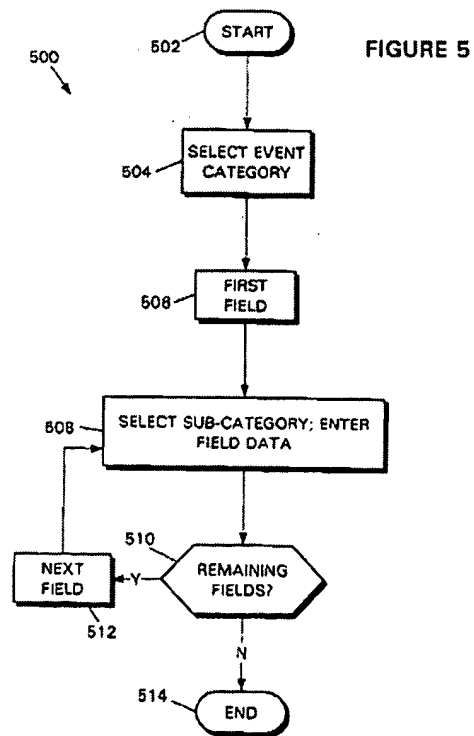 START
502
FIGURE 5
500
SELECT EVENT
CATEGORY
504
FIRST
FIELD
506
SELECT SUB-CATEGORY; ENTER
FIELD DATA
508
510
REMAINING
FIELDS?
Y
NEXT
FIELD
512
N
END
514